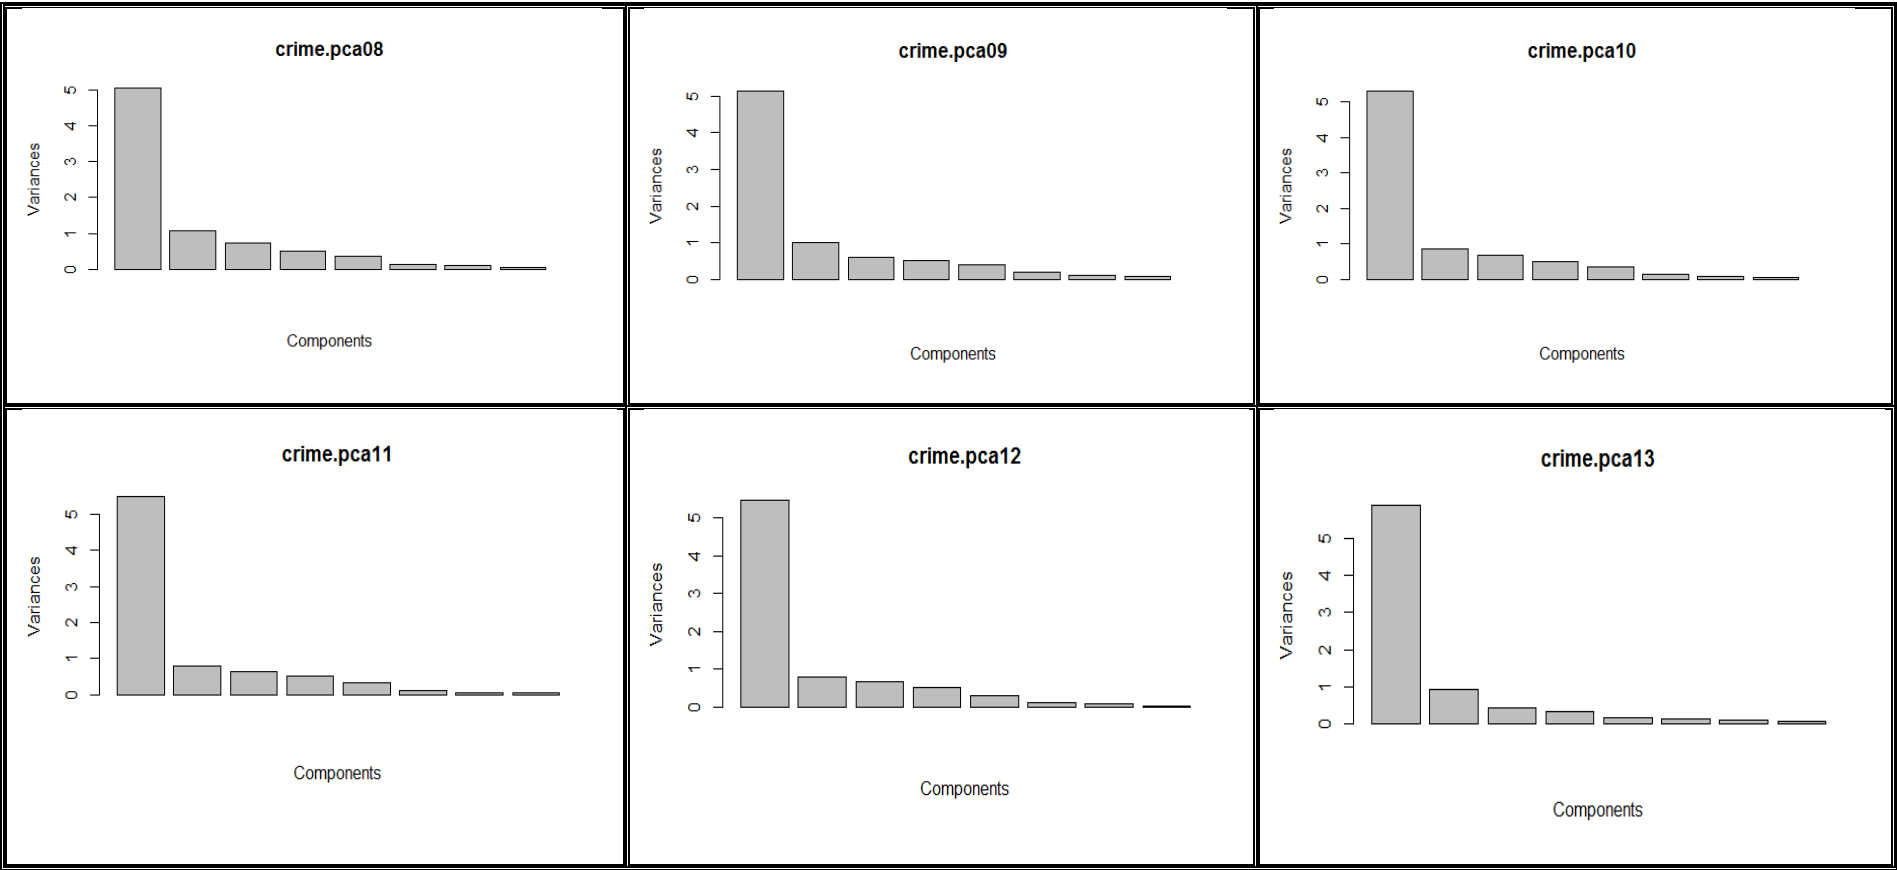 crime.pca08
5
4
3
2
1
0
Variances
Components
crime.pca09
5
4
3
2
1
0
Variances
Components
crime.pca10
5
4
3
2
1
0
Variances
Components
crime.pca11
5
4
3
2
1
0
Variances
Components
crime.pca12
5
4
3
2
1
0
Variances
Components
crime.pca13
5
4
3
2
1
0
Variances
Components